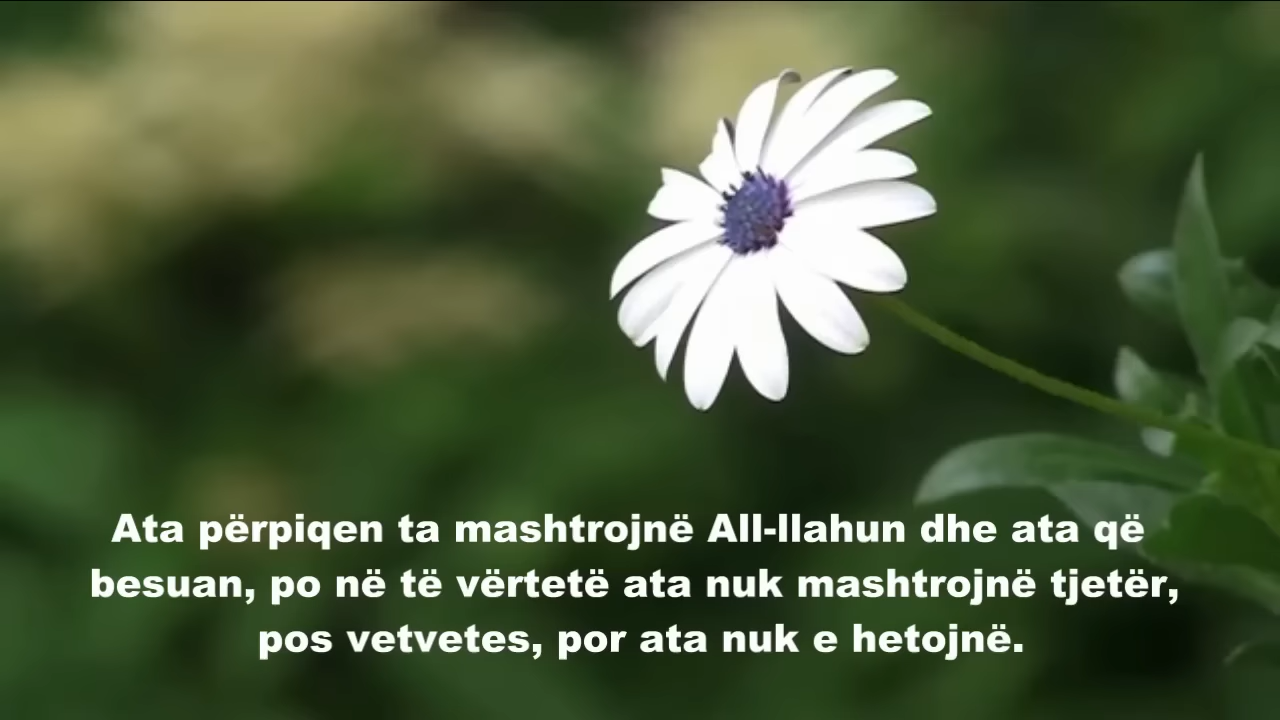 Ata përpiqen ta mashtrojnë All-llahun dhe ata që
besuan, po në të vërtetë ata nuk mashtrojnë tjetër,
pos vetvetes, por ata nuk e hetojnë.